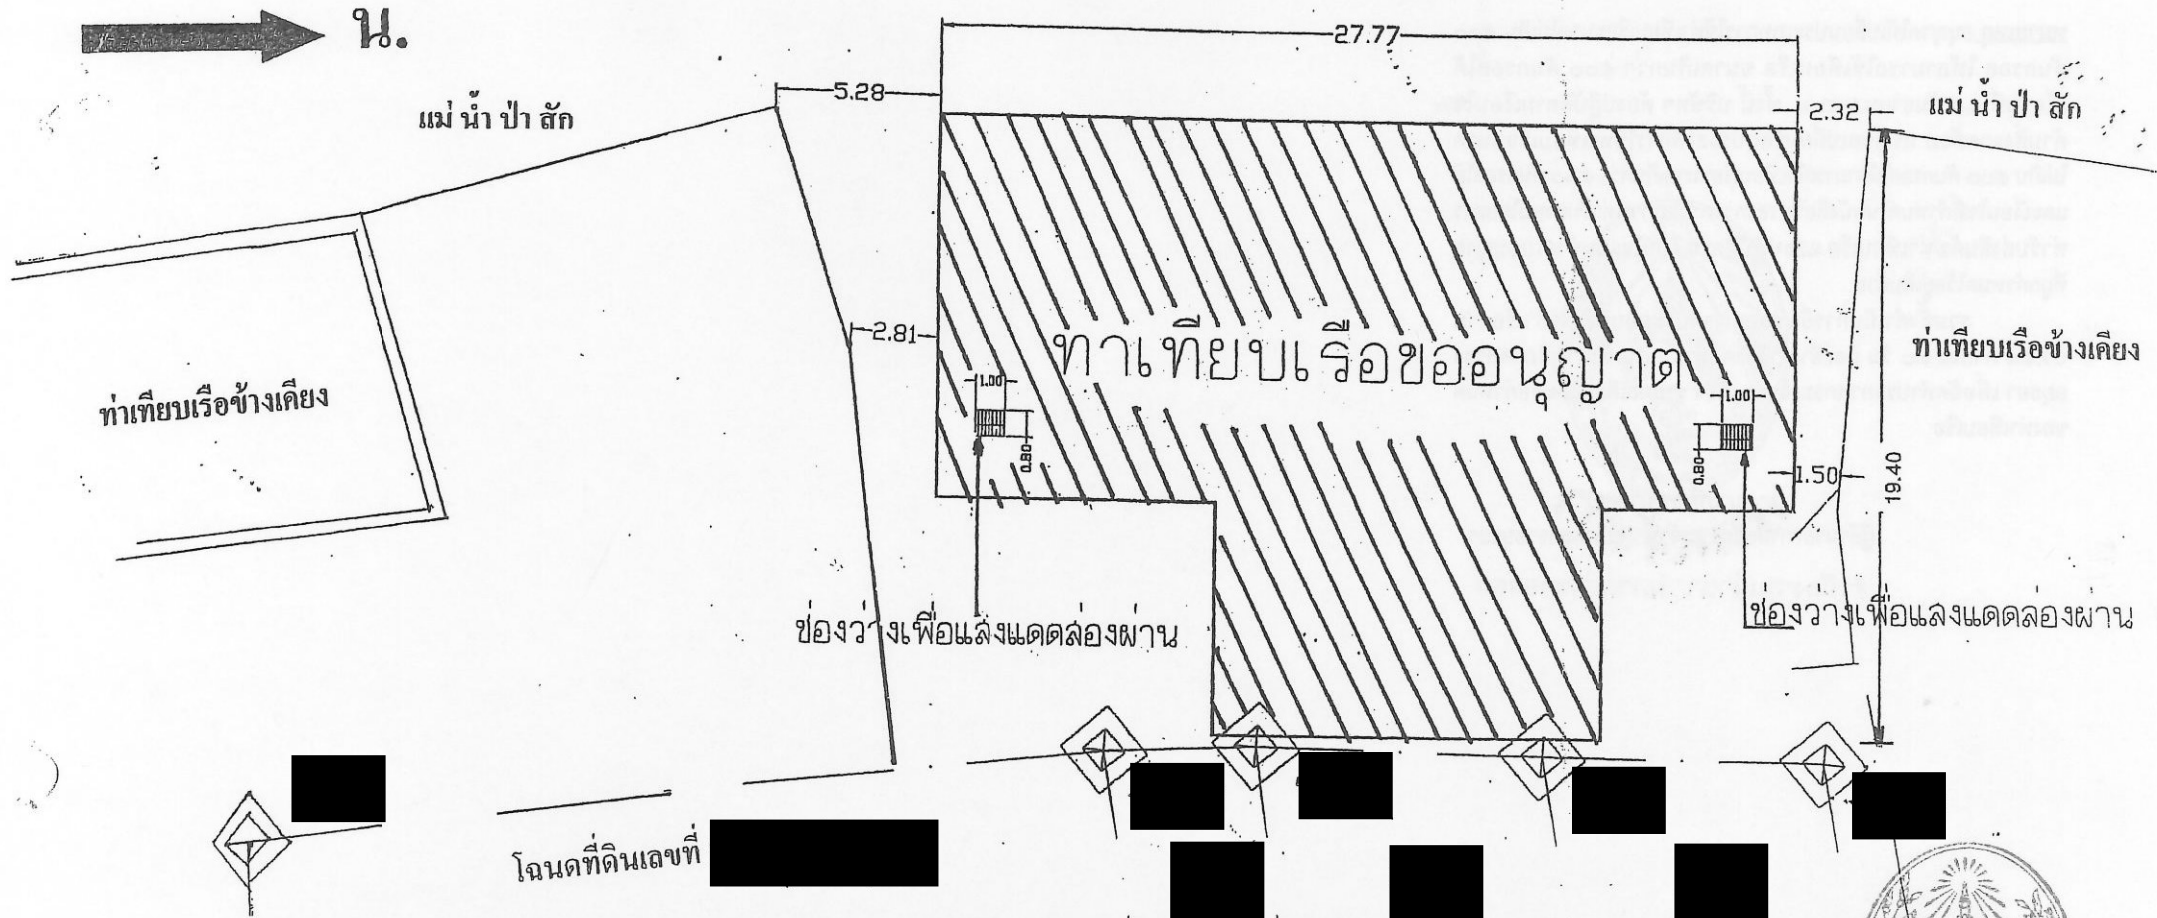 น.
27.77
5.28
2.32
แม่ น้ำ ป่า สัก
แม่ น้ำ ป่า สัก
2.81
ท่าเทียบเรือขออนุญาต
ท่าเทียบเรือข้างเคียง
ท่าเทียบเรือข้างเคียง
1.00
1.00
0.80
0.80
1.50
19.40
ช่องว่างเพื่อแสงแดดส่องผ่าน
ช่องว่างเพื่อแสงแดดส่องผ่าน
โฉนดที่ดินเลขที่